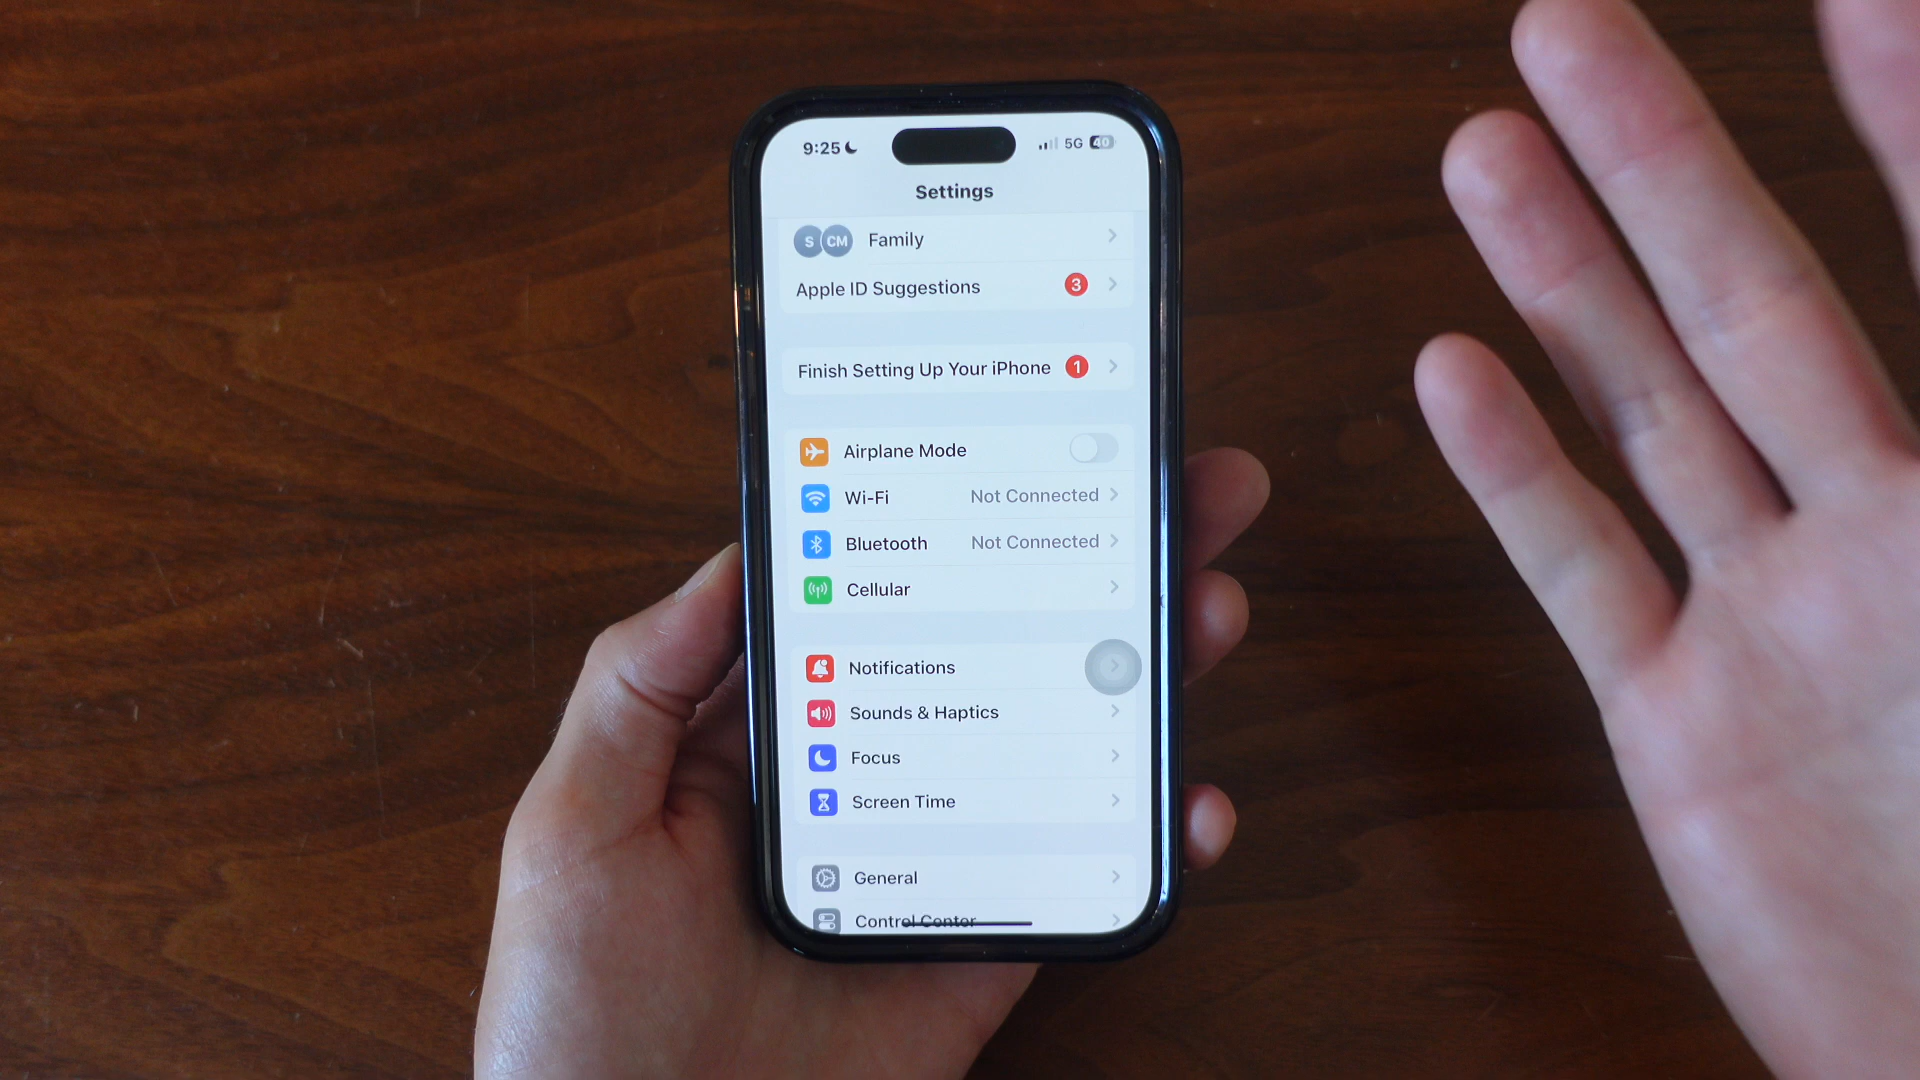 9:25 5G 40
Settings
S CM Family
Apple ID Suggestions 3
Finish Setting Up Your iPhone 1
Airplane Mode
Wi-Fi Not Connected
Bluetooth Not Connected
Cellular
Notifications
Sounds & Haptics
Focus
Screen Time
General
Control Center